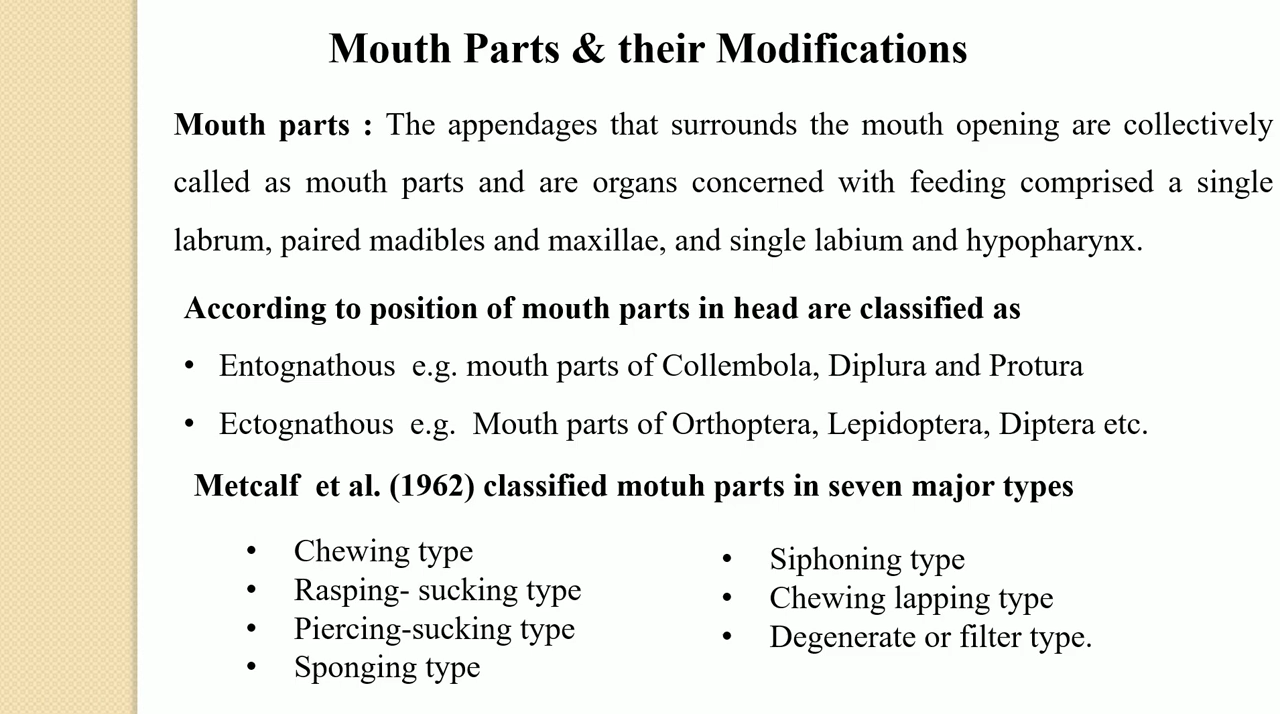 Mouth Parts & their Modifications
Mouth parts : The appendages that surrounds the mouth opening are collectively
called as mouth parts and are organs concerned with feeding comprised a single
labrum, paired madibles and maxillae, and single labium and hypopharynx.
According to position of mouth parts in head are classified as
• Entognathous e.g. mouth parts of Collembola, Diplura and Protura
• Ectognathous e.g. Mouth parts of Orthoptera, Lepidoptera, Diptera etc.
Metcalf et al. (1962) classified motuh parts in seven major types
• Chewing type
• Rasping- sucking type
• Piercing-sucking type
• Sponging type
• Siphoning type
• Chewing lapping type
• Degenerate or filter type.